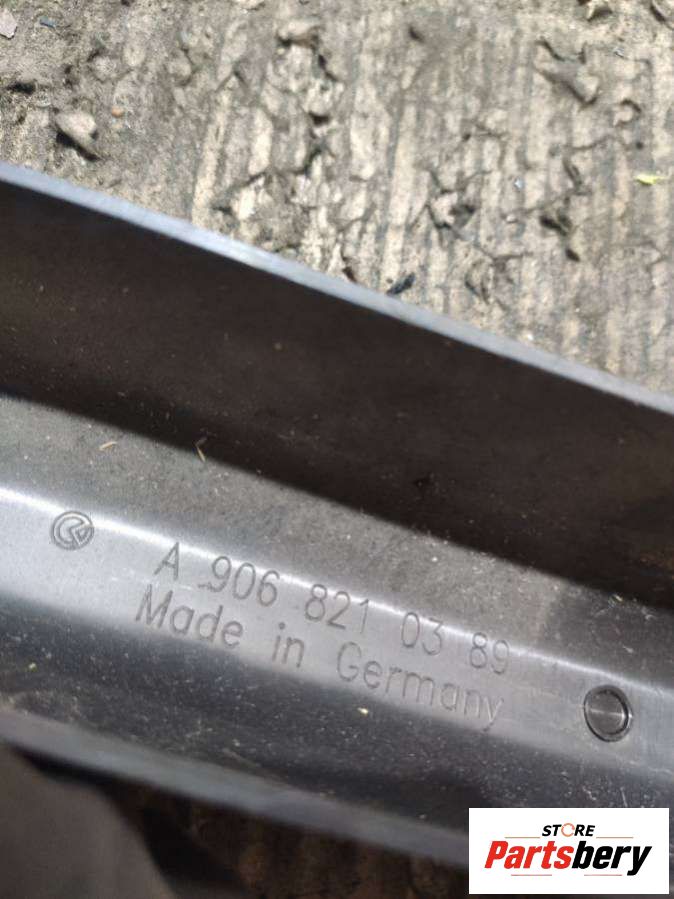 A 906 821 03 89
Made in Germany
STORE
Partsbery